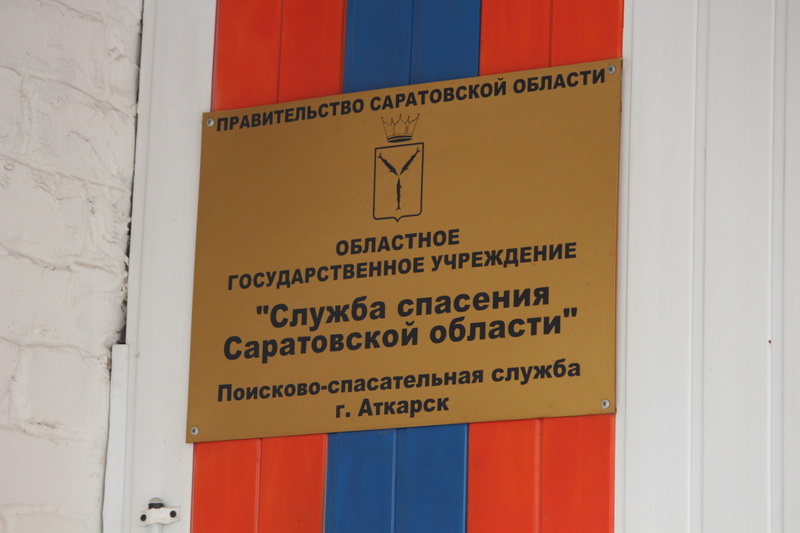 ПРАВИТЕЛЬСТВО САРАТОВСКОЙ ОБЛАСТИ
ОБЛАСТНОЕ
ГОСУДАРСТВЕННОЕ УЧРЕЖДЕНИЕ
"Служба спасения
Саратовской области"
Поисково-спасательная служба
г. Аткарск